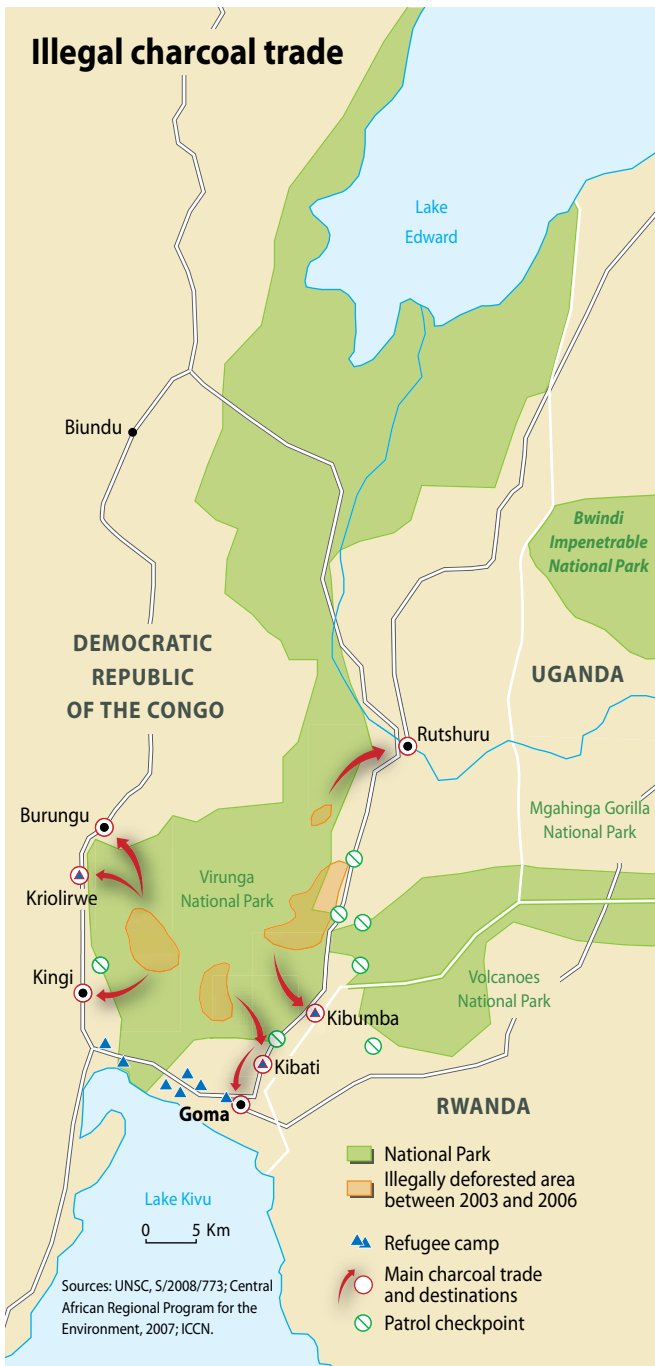 Illegal charcoal trade
Lake
Edward
Biundu
Bwindi
Impenetrable
National Park
DEMOCRATIC
REPUBLIC
OF THE CONGO
UGANDA
Rutshuru
Burungu
Mgahinga Gorilla
National Park
Kriolirwe
Virunga
National Park
Kingi
Volcanoes
National Park
Kibumba
Kibati
Goma
RWANDA
National Park
Illegally deforested area
between 2003 and 2006
Lake Kivu
0 5 Km
Refugee camp
Main charcoal trade
and destinations
Patrol checkpoint
Sources: UNSC, S/2008/773; Central
African Regional Program for the
Environment, 2007; ICCN.